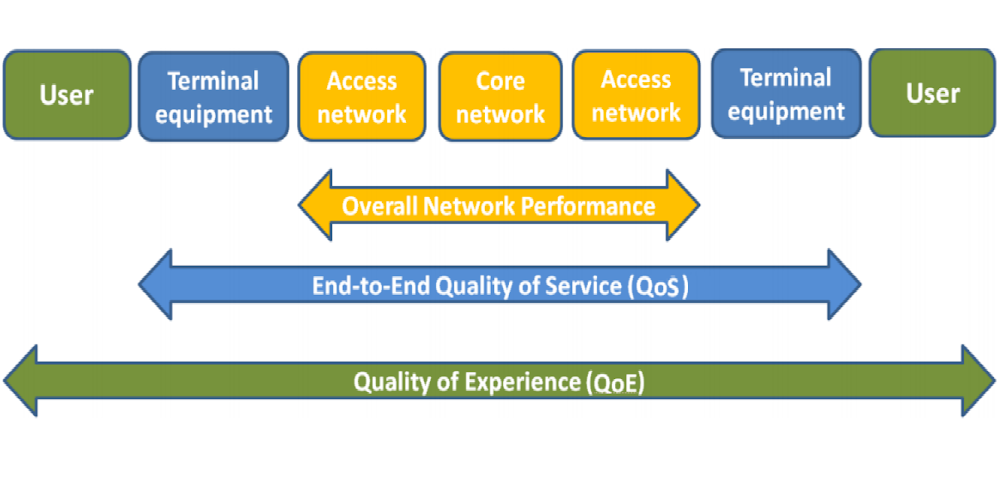 User
Terminal
equipment
Access
network
Core
network
Access
network
Terminal
equipment
User
Overall Network Performance
End-to-End Quality of Service (QoS)
Quality of Experience (QoE)